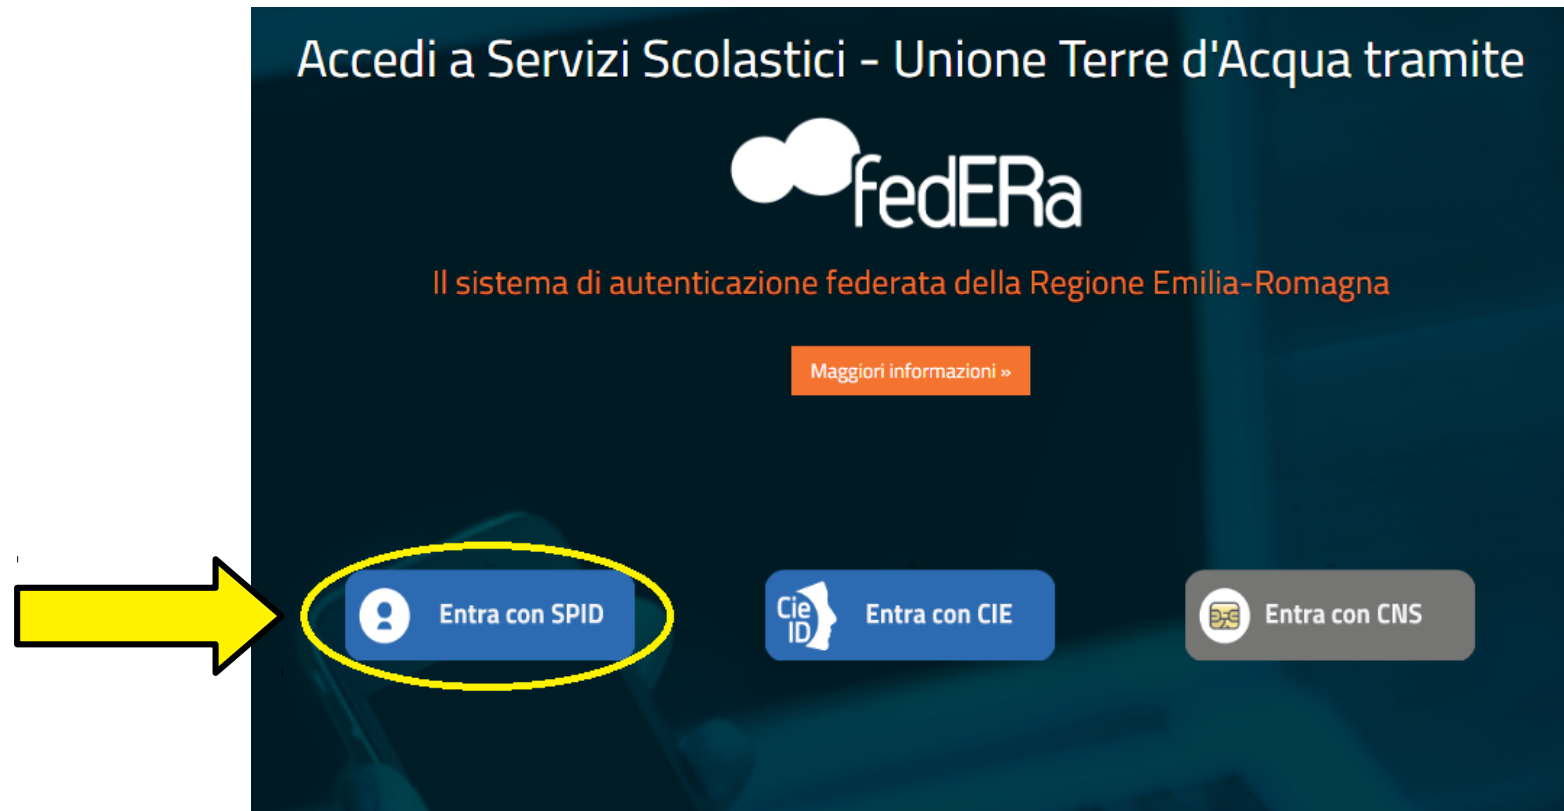 Accedi a Servizi Scolastici - Unione Terre d'Acqua tramite
fedERa
Il sistema di autenticazione federata della Regione Emilia-Romagna
Maggiori informazioni »
Entra con SPID
Cie
ID
Entra con CIE
Entra con CNS